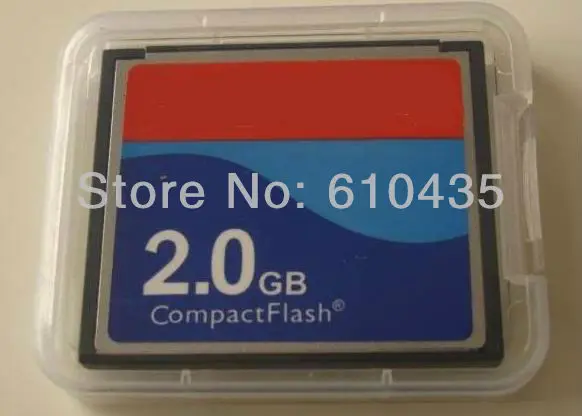 Store No: 610435
2.0GB
CompactFlash®